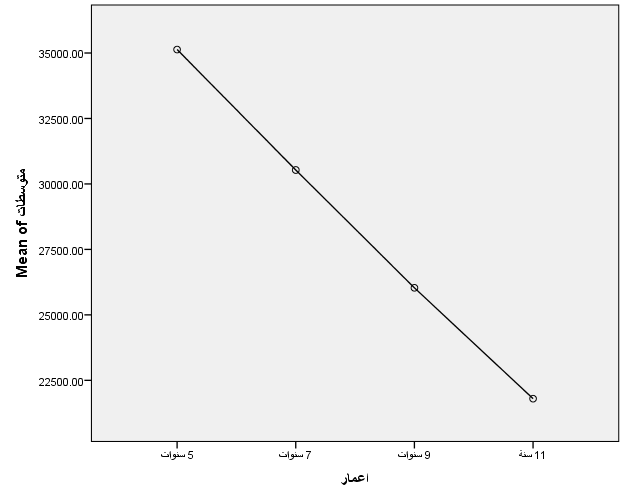 35000.00
32500.00
30000.00
27500.00
25000.00
22500.00
Mean of متوسطات
5 سنوات
7 سنوات
9 سنوات
11 سنة
اعمار